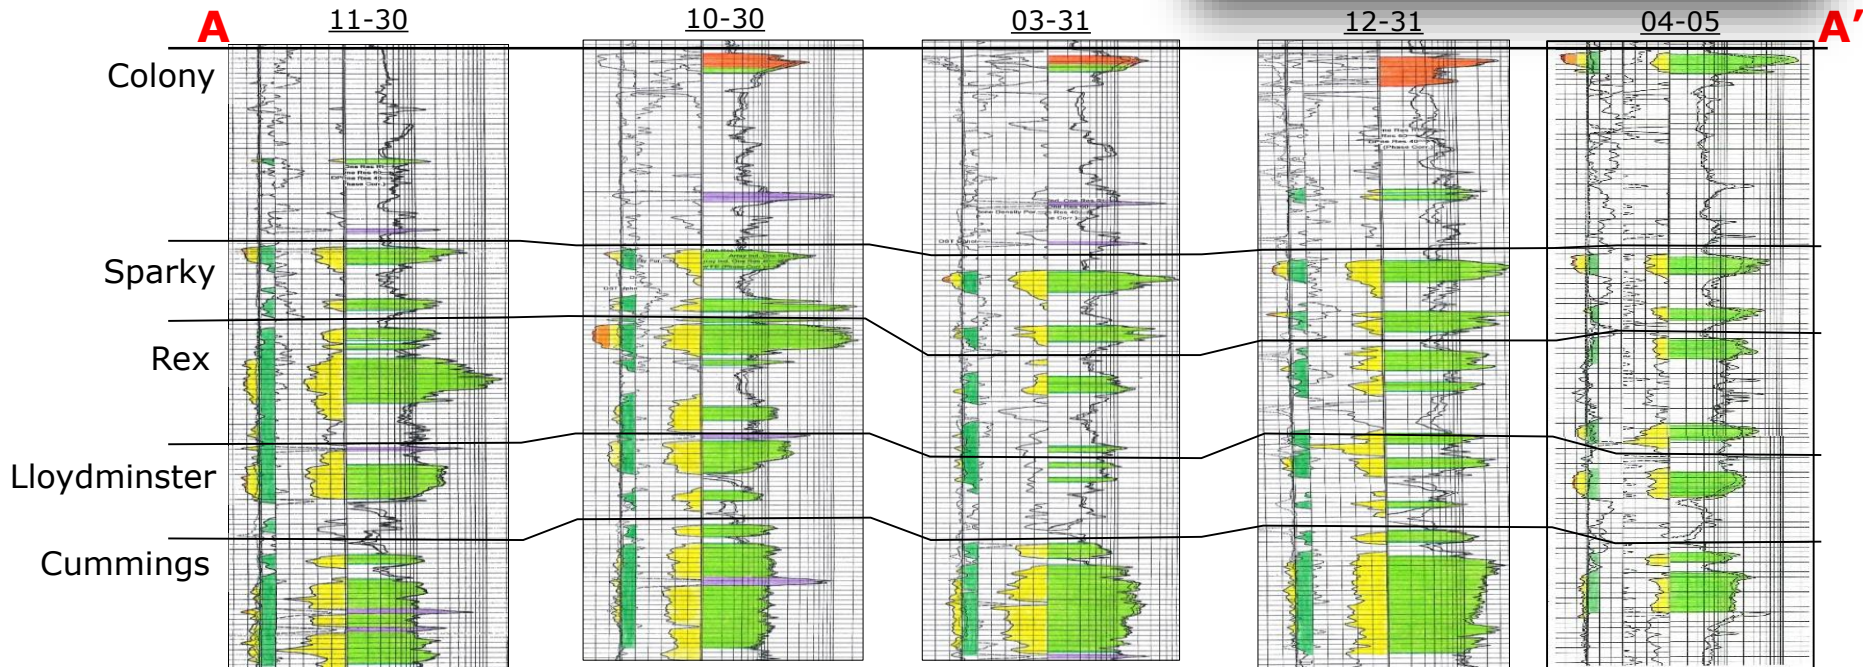 A 11-30 10-30 03-31 12-31 04-05 A’
Colony
Sparky
Rex
Lloydminster
Cummings